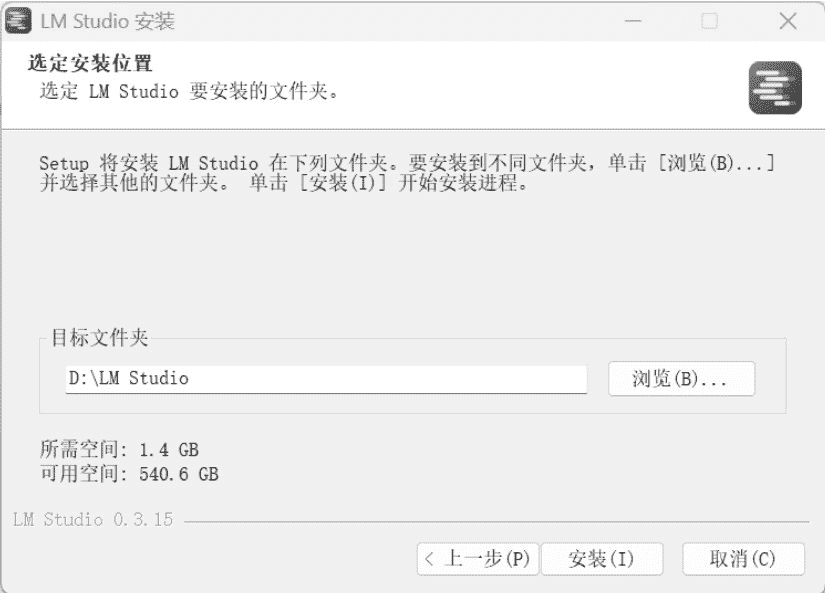 LM Studio 安装
选定安装位置
选定 LM Studio 要安装的文件夹。
Setup 将安装 LM Studio 在下列文件夹。要安装到不同文件夹，单击 [浏览(B)...]
并选择其他的文件夹。 单击 [安装(I)] 开始安装进程。
目标文件夹
D:\LM Studio
浏览(B)...
所需空间: 1.4 GB
可用空间: 540.6 GB
LM Studio 0.3.15
< 上一步(P) 安装(I) 取消(C)